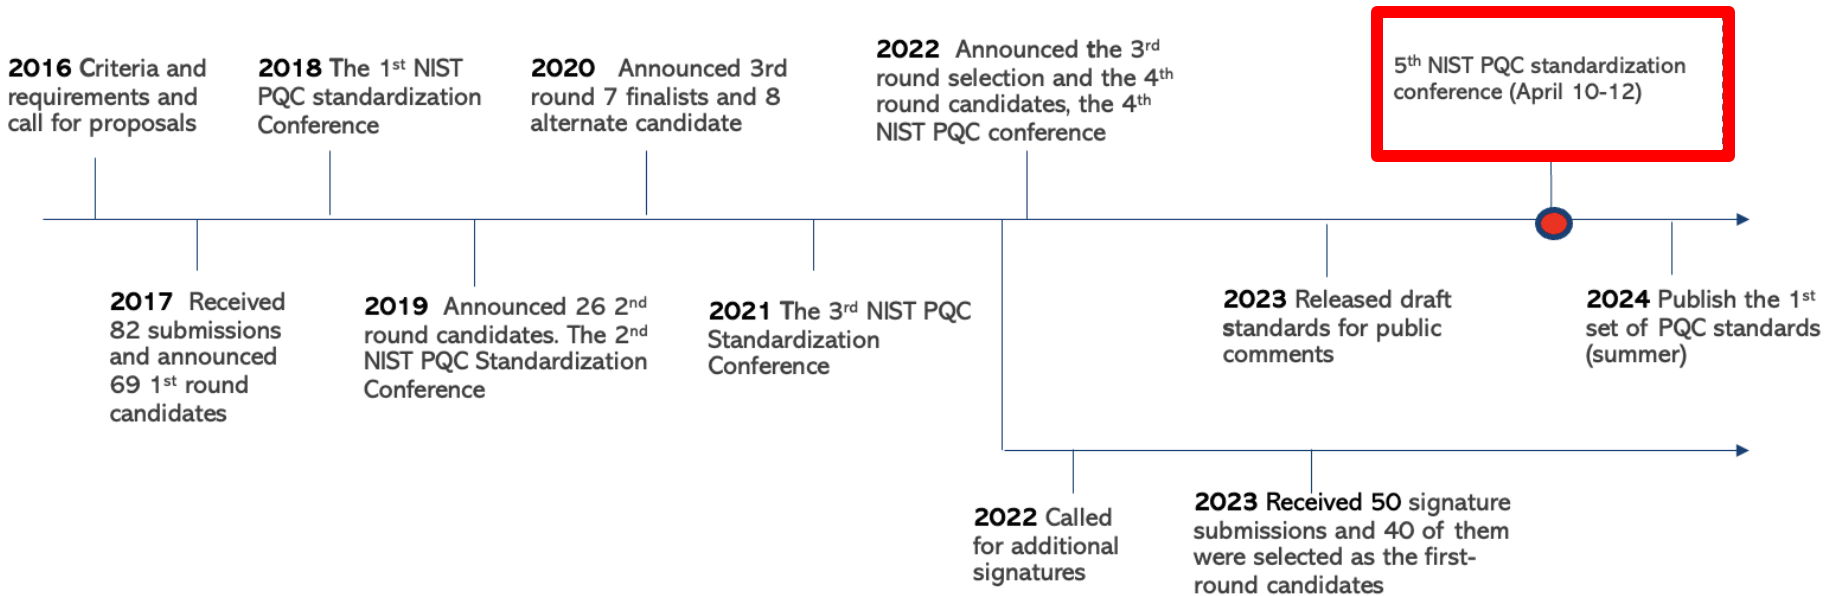 2016 Criteria and
requirements and
call for proposals
2018 The 1st NIST
PQC standardization
Conference
2020 Announced 3rd
round 7 finalists and 8
alternate candidate
2022 Announced the 3rd
round selection and the 4th
round candidates, the 4th
NIST PQC conference
5th NIST PQC standardization
conference (April 10-12)
2017 Received
82 submissions
and announced
69 1st round
candidates
2019 Announced 26 2nd
round candidates. The 2nd
NIST PQC Standardization
Conference
2021 The 3rd NIST PQC
Standardization
Conference
2023 Released draft
standards for public
comments
2024 Publish the 1st
set of PQC standards
(summer)
2022 Called
for additional
signatures
2023 Received 50 signature
submissions and 40 of them
were selected as the first-
round candidates